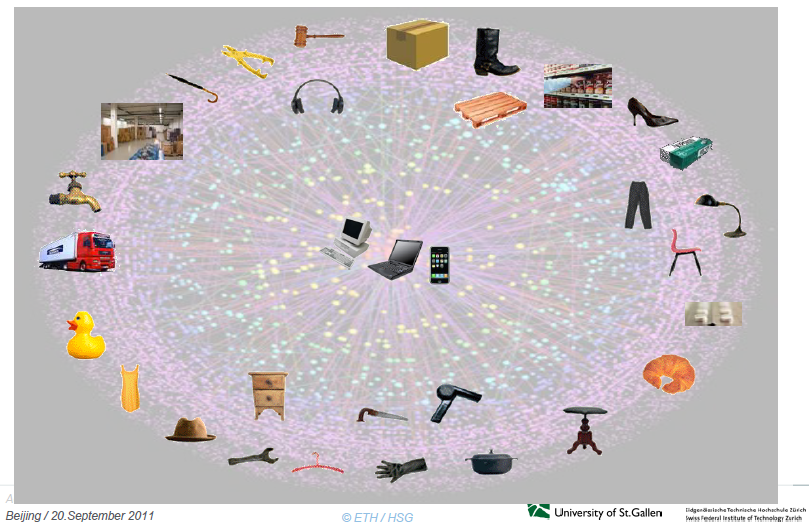 A
Beijing / 20.September 2011
© ETH / HSG
University of St.Gallen
Eidgenössische Technische Hochschule Zürich
Swiss Federal Institute of Technology Zurich